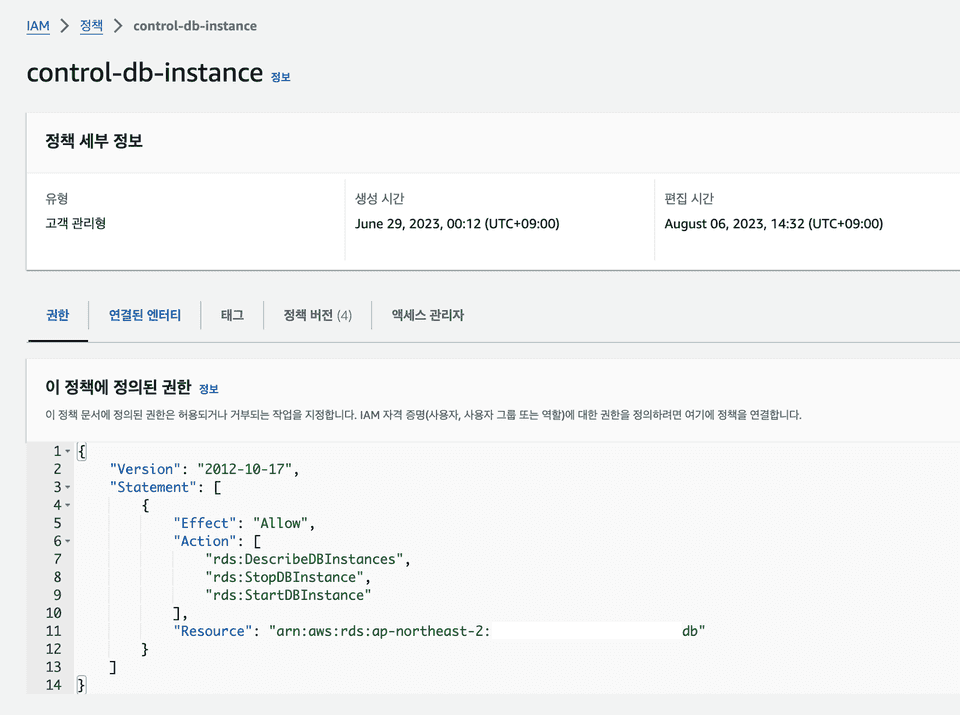 IAM > 정책 > control-db-instance
control-db-instance 정보
정책 세부 정보
유형 생성 시간 편집 시간
고객 관리형 June 29, 2023, 00:12 (UTC+09:00) August 06, 2023, 14:32 (UTC+09:00)
권한 연결된 엔터티 태그 정책 버전 (4) 액세스 관리자
이 정책에 정의된 권한 정보
이 정책 문서에 정의된 권한은 허용되거나 거부되는 작업을 지정합니다. IAM 자격 증명(사용자, 사용자 그룹 또는 역할)에 대한 권한을 정의하려면 여기에 정책을 연결합니다.
1 {
2 "Version": "2012-10-17",
3 "Statement": [
4 {
5 "Effect": "Allow",
6 "Action": [
7 "rds:DescribeDBInstances",
8 "rds:StopDBInstance",
9 "rds:StartDBInstance"
10 ],
11 "Resource": "arn:aws:rds:ap-northeast-2: db"
12 }
13 ]
14 }